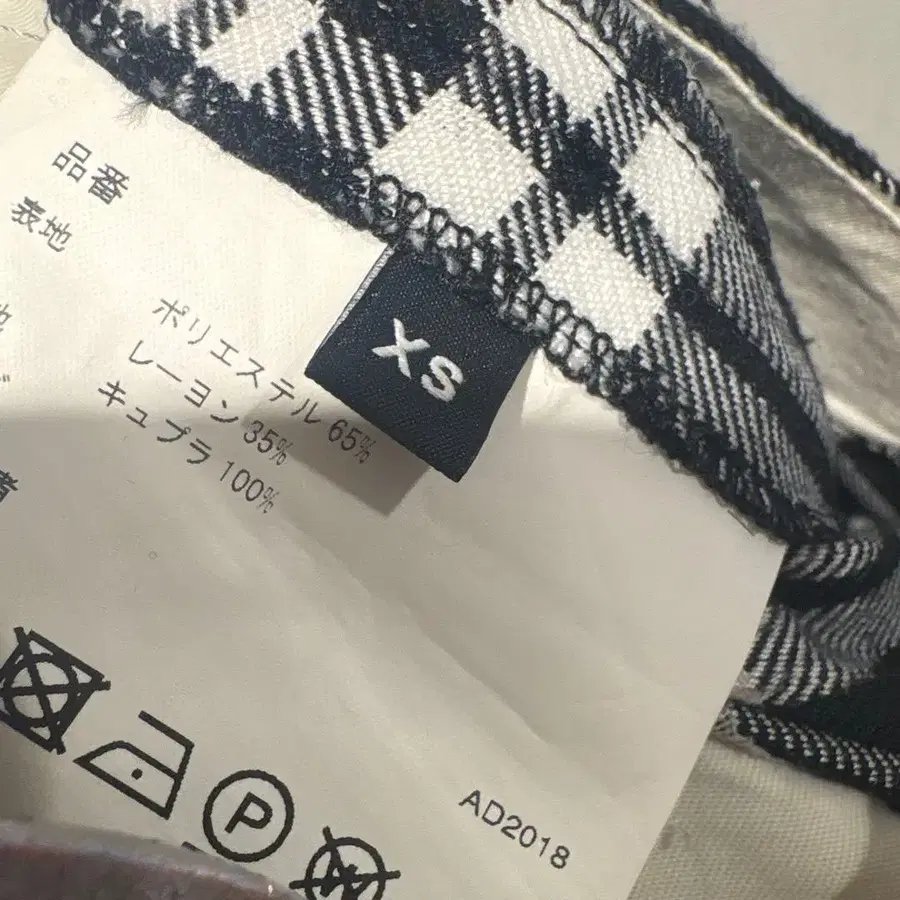 品番
表地
XS
ポリエステル 65%
レーヨン 35%
キュプラ 100%
P
W
AD2018